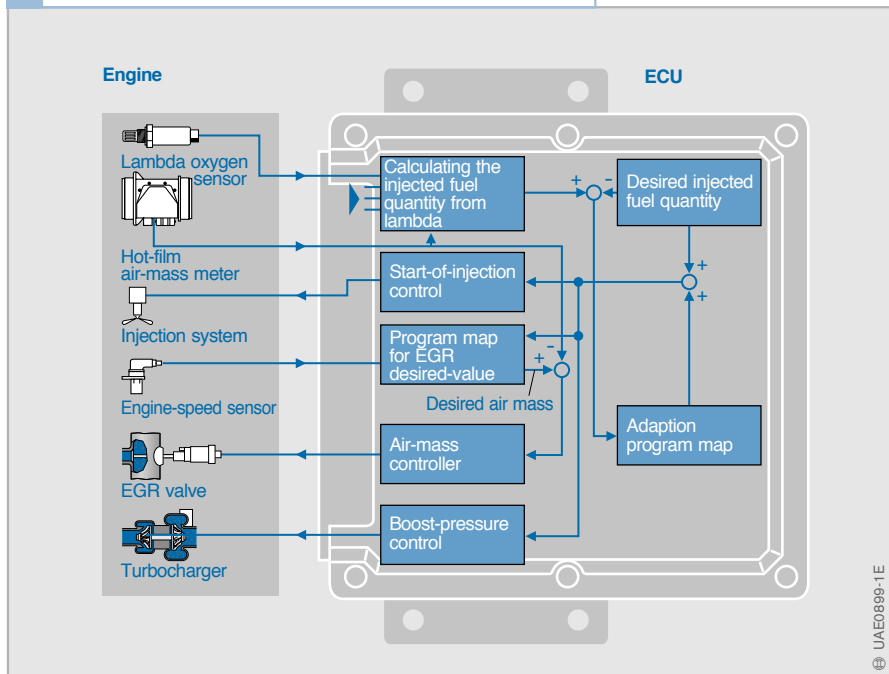 Engine
ECU
Lambda oxygen
sensor
Hot-film
air-mass meter
Injection system
Engine-speed sensor
EGR valve
Turbocharger
Calculating the
injected fuel
quantity from
lambda
+
-
Desired injected
fuel quantity
+
+
Start-of-injection
control
Program map
for EGR
desired-value
+
-
Desired air mass
Adaption
program map
Air-mass
controller
Boost-pressure
control
UAE0899-1E